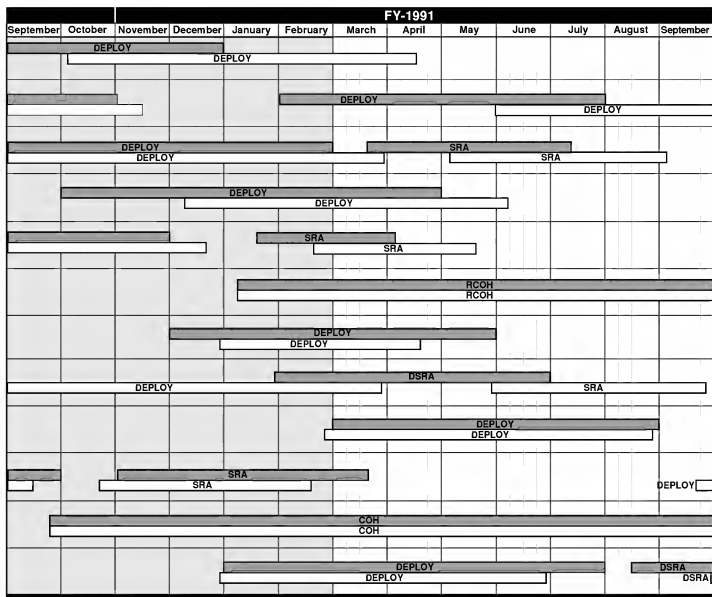 FY-1991
September October November December January February March April May June July August September
DEPLOY
DEPLOY
DEPLOY
DEPLOY
DEPLOY SRA
DEPLOY SRA
DEPLOY
DEPLOY
SRA
SRA
RCOH
RCOH
DEPLOY
DEPLOY
DSRA
DEPLOY SRA
DEPLOY
DEPLOY
SRA
SRA DEPLOY
COH
COH
DEPLOY DSRA
DEPLOY DSRA